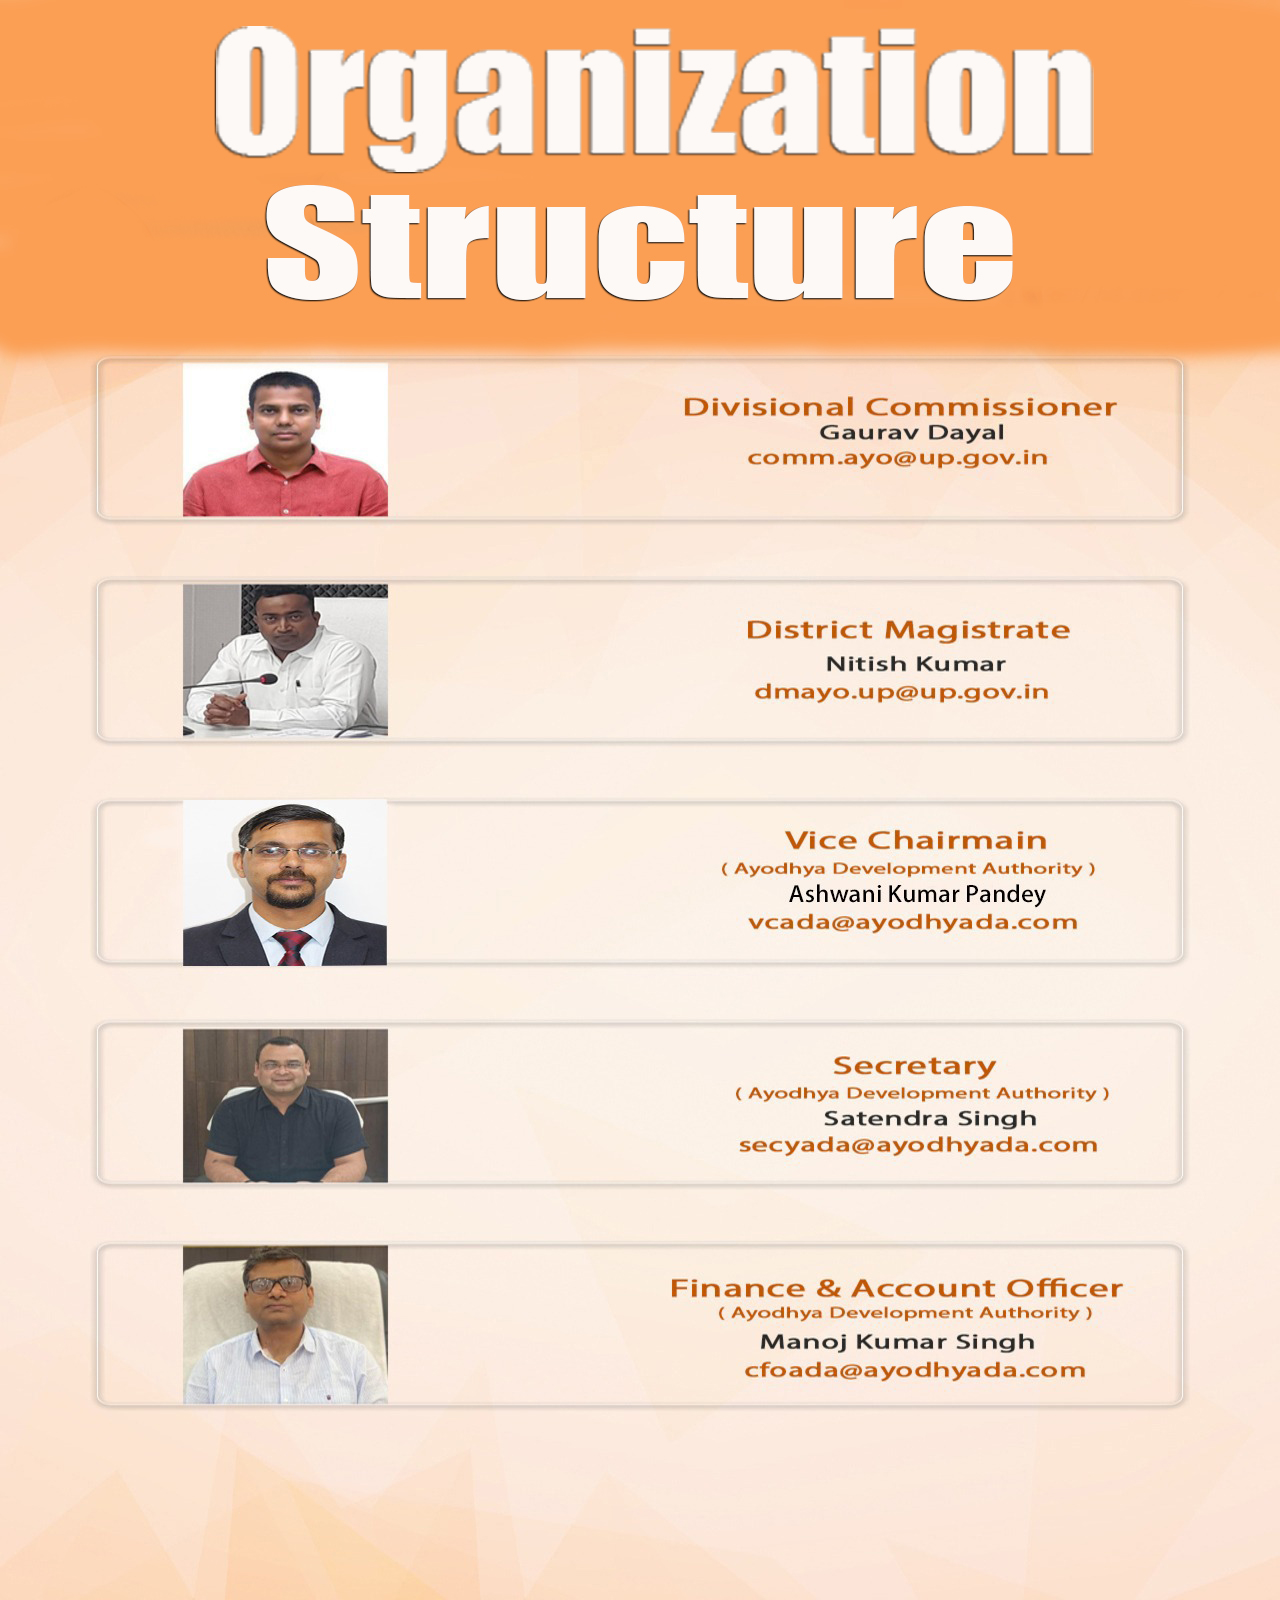 Organization
Structure
Divisional Commissioner
Gaurav Dayal
comm.ayo@up.gov.in
District Magistrate
Nitish Kumar
dmayo.up@up.gov.in
Vice Chairmain
( Ayodhya Development Authority )
Ashwani Kumar Pandey
vcada@ayodhyada.com
Secretary
( Ayodhya Development Authority )
Satendra Singh
secyada@ayodhyada.com
Finance & Account Officer
( Ayodhya Development Authority )
Manoj Kumar Singh
cfoada@ayodhyada.com